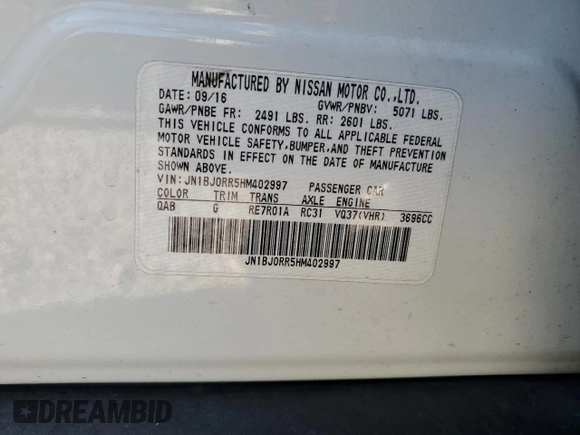 MANUFACTURED BY NISSAN MOTOR CO.,LTD.
DATE: 09/16 GVWR/PNBV: 5071 LBS.
GAWR/PNBE FR: 2491 LBS. RR: 2601 LBS.
THIS VEHICLE CONFORMS TO ALL APPLICABLE FEDERAL
MOTOR VEHICLE SAFETY,BUMPER,AND THEFT PREVENTION
STANDARDS IN EFFECT ON THE DATE OF MANUFACTURE
SHOWN ABOVE.
VIN: JN1BJ0RR5HM402997 PASSENGER CAR
COLOR TRIM TRANS AXLE ENGINE
QAB G RE7R01A RC31 VQ37(VHR) 3696CC
JN1BJ0RR5HM402997
DREAMBID